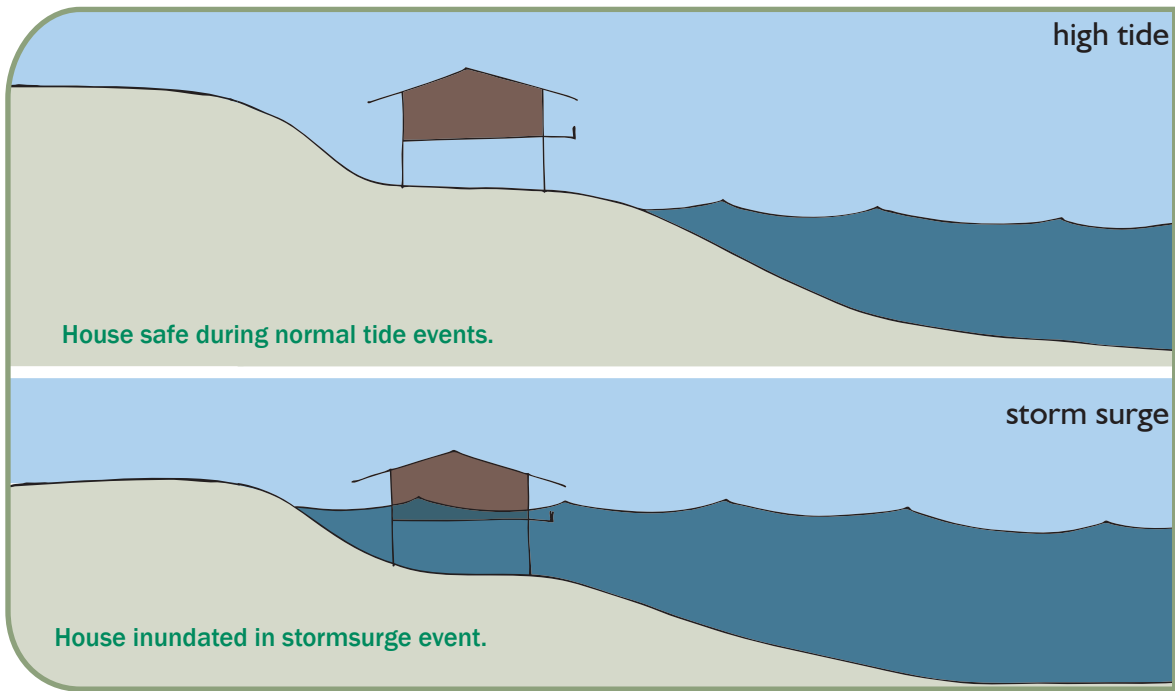 high tide
House safe during normal tide events.
storm surge
House inundated in stormsurge event.